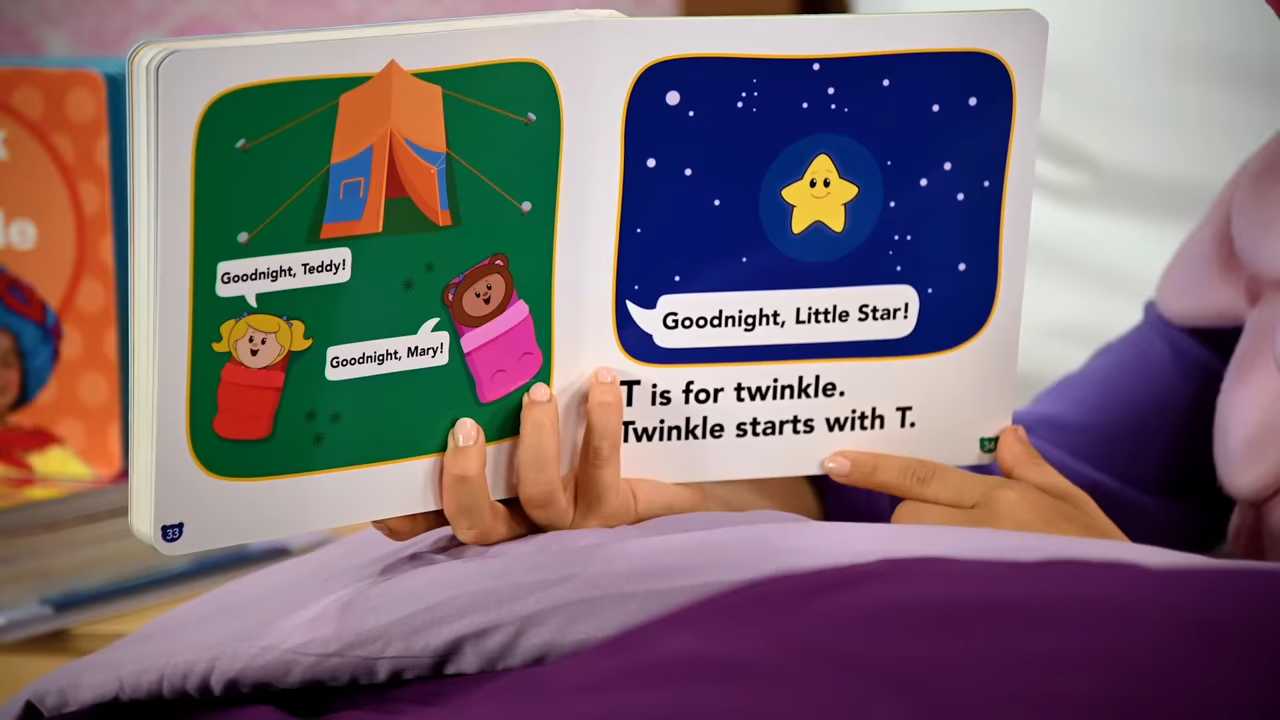 Goodnight, Teddy!
Goodnight, Mary!
33
Goodnight, Little Star!
T is for twinkle.
Twinkle starts with T.
34